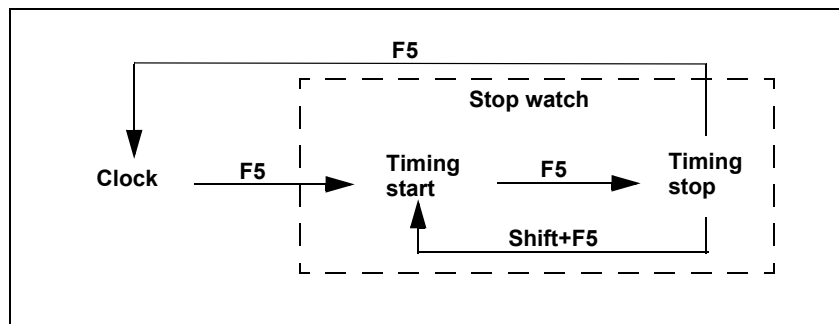 F5
Stop watch
Clock
F5
Timing
start
F5
Timing
stop
Shift+F5